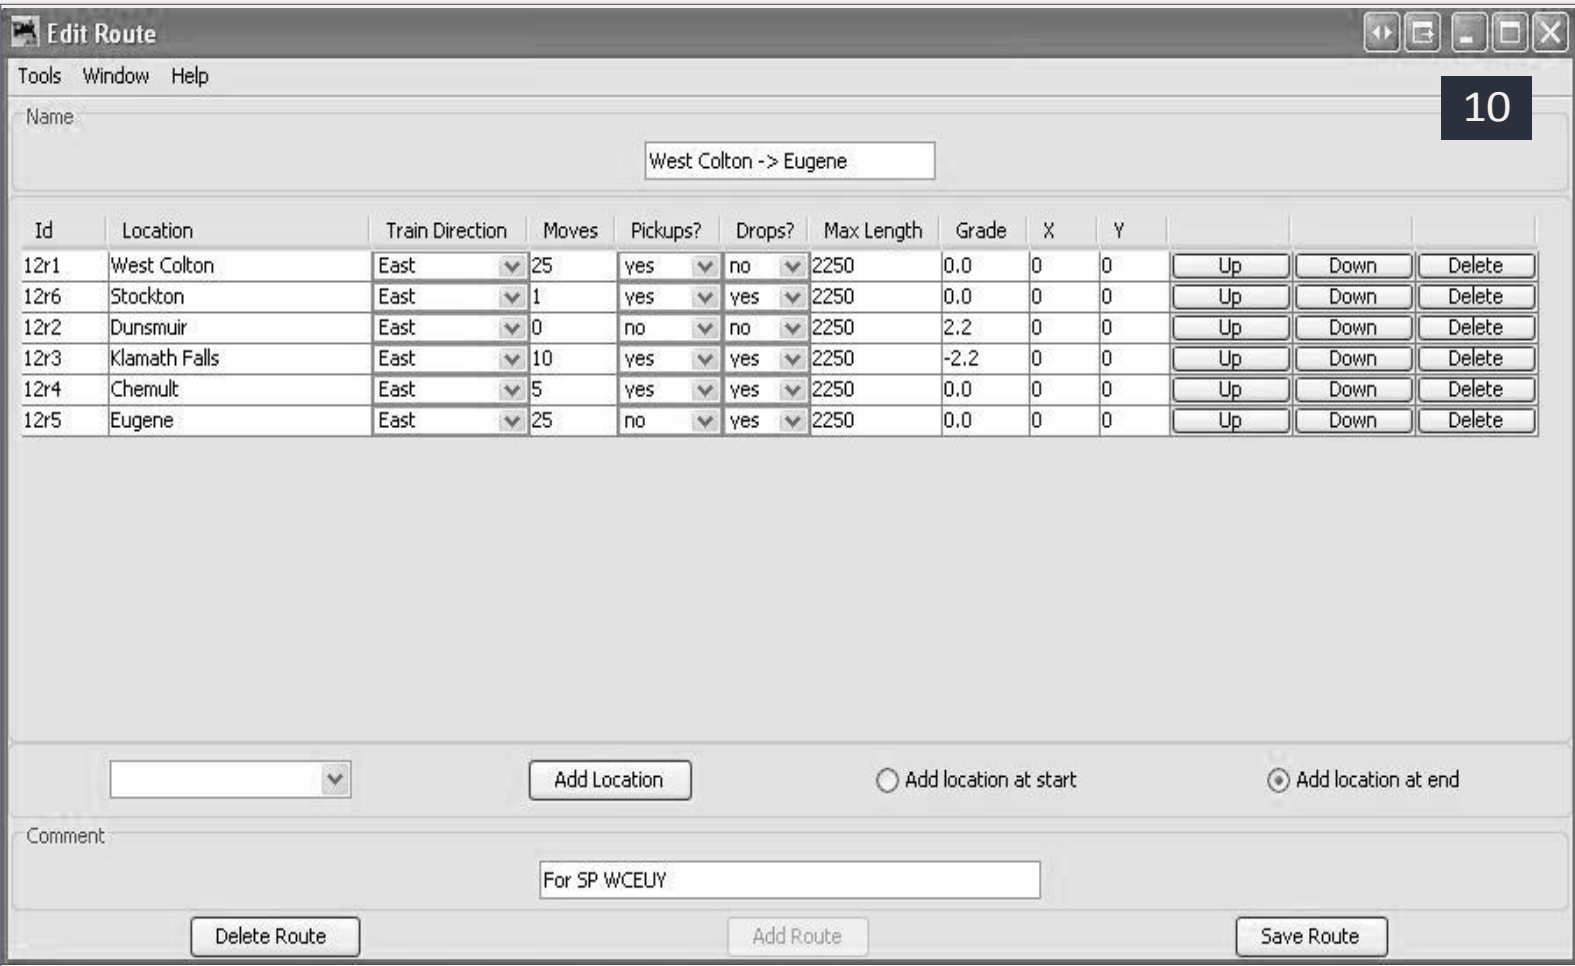 Edit Route
Tools Window Help
10
Name
West Colton -> Eugene
Id Location Train Direction Moves Pickups? Drops? Max Length Grade X Y
12r1 West Colton East 25 yes no 2250 0.0 0 0 Up Down Delete
12r6 Stockton East 1 yes yes 2250 0.0 0 0 Up Down Delete
12r2 Dunsmuir East 0 no no 2250 2.2 0 0 Up Down Delete
12r3 Klamath Falls East 10 yes yes 2250 -2.2 0 0 Up Down Delete
12r4 Chemult East 5 yes yes 2250 0.0 0 0 Up Down Delete
12r5 Eugene East 25 no yes 2250 0.0 0 0 Up Down Delete
Add Location Add location at start Add location at end
Comment
For SP WCEUY
Delete Route Add Route Save Route